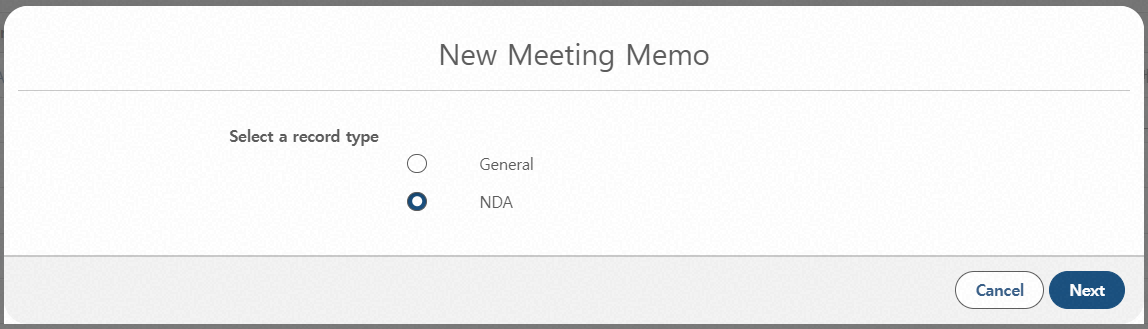 New Meeting Memo
Select a record type
General
NDA
Cancel
Next